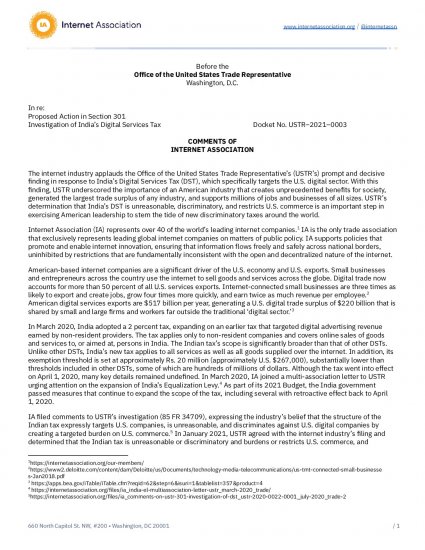 IA Internet Association
www.internetassociation.org / @internetassn
Before the
Office of the United States Trade Representative
Washington, D.C.
In re:
Proposed Action in Section 301
Investigation of India's Digital Services Tax Docket No. USTR–2021–0003
COMMENTS OF
INTERNET ASSOCIATION
The internet industry applauds the Office of the United States Trade Representative's (USTR's) prompt and decisive
finding in response to India's Digital Services Tax (DST), which specifically targets the U.S. digital sector. With this
finding, USTR underscored the importance of an American industry that creates unprecedented benefits for society,
generated the largest trade surplus of any industry, and supports millions of jobs and businesses of all sizes. USTR's
determination that India's DST is unreasonable, discriminatory, and restricts U.S. commerce is an important step in
exercising American leadership to stem the tide of new discriminatory taxes around the world.
Internet Association (IA) represents over 40 of the world's leading internet companies.¹ IA is the only trade association
that exclusively represents leading global internet companies on matters of public policy. IA supports policies that
promote and enable internet innovation, ensuring that information flows freely and safely across national borders,
uninhibited by restrictions that are fundamentally inconsistent with the open and decentralized nature of the internet.
American-based internet companies are a significant driver of the U.S. economy and U.S. exports. Small businesses
and entrepreneurs across the country use the internet to sell goods and services across the globe. Digital trade now
accounts for more than 50 percent of all U.S. services exports. Internet-connected small businesses are three times as
likely to export and create jobs, grow four times more quickly, and earn twice as much revenue per employee.²
American digital services exports are $517 billion per year, generating a U.S. digital trade surplus of $220 billion that is
shared by small and large firms and workers far outside the traditional 'digital sector.'³
In March 2020, India adopted a 2 percent tax, expanding on an earlier tax that targeted digital advertising revenue
earned by non-resident providers. The tax applies only to non-resident companies and covers online sales of goods
and services to, or aimed at, persons in India. The Indian tax's scope is significantly broader than that of other DSTs.
Unlike other DSTs, India's new tax applies to all services as well as all goods supplied over the internet. In addition, its
exemption threshold is set at approximately Rs. 20 million (approximately U.S. $267,000), substantially lower than
thresholds included in other DSTs, some of which are hundreds of millions of dollars. Although the tax went into effect
on April 1, 2020, many key details remained undefined. In March 2020, IA joined a multi-association letter to USTR
urging attention on the expansion of India's Equalization Levy.⁴ As part of its 2021 Budget, the India government
passed measures that continue to expand the scope of the tax, including several with retroactive effect back to April
1, 2020.
IA filed comments to USTR's investigation (85 FR 34709), expressing the industry's belief that the structure of the
Indian tax expressly targets U.S. companies, is unreasonable, and discriminates against U.S. digital companies by
creating a targeted burden on U.S. commerce.⁵ In January 2021, USTR agreed with the internet industry's filing and
determined that the Indian tax is unreasonable or discriminatory and burdens or restricts U.S. commerce, and
¹https://internetassociation.org/our-members/
²https://www2.deloitte.com/content/dam/Deloitte/us/Documents/technology-media-telecommunications/us-tmt-connected-small-businesse
s-Jan2018.pdf
³ https://apps.bea.gov/iTable/iTable.cfm?reqid=62&step=6&isuri=1&tablelist=357&product=4
⁴ https://internetassociation.org/files/ia_india-el-multiassociation-letter-ustr_march-2020_trade/
⁵https://internetassociation.org/files/ia_comments-on-ustr-301-investigation-of-dst_ustr-2020-0022-0001_july-2020_trade-2
660 North Capitol St. NW, #200 • Washington, DC 20001 / 1